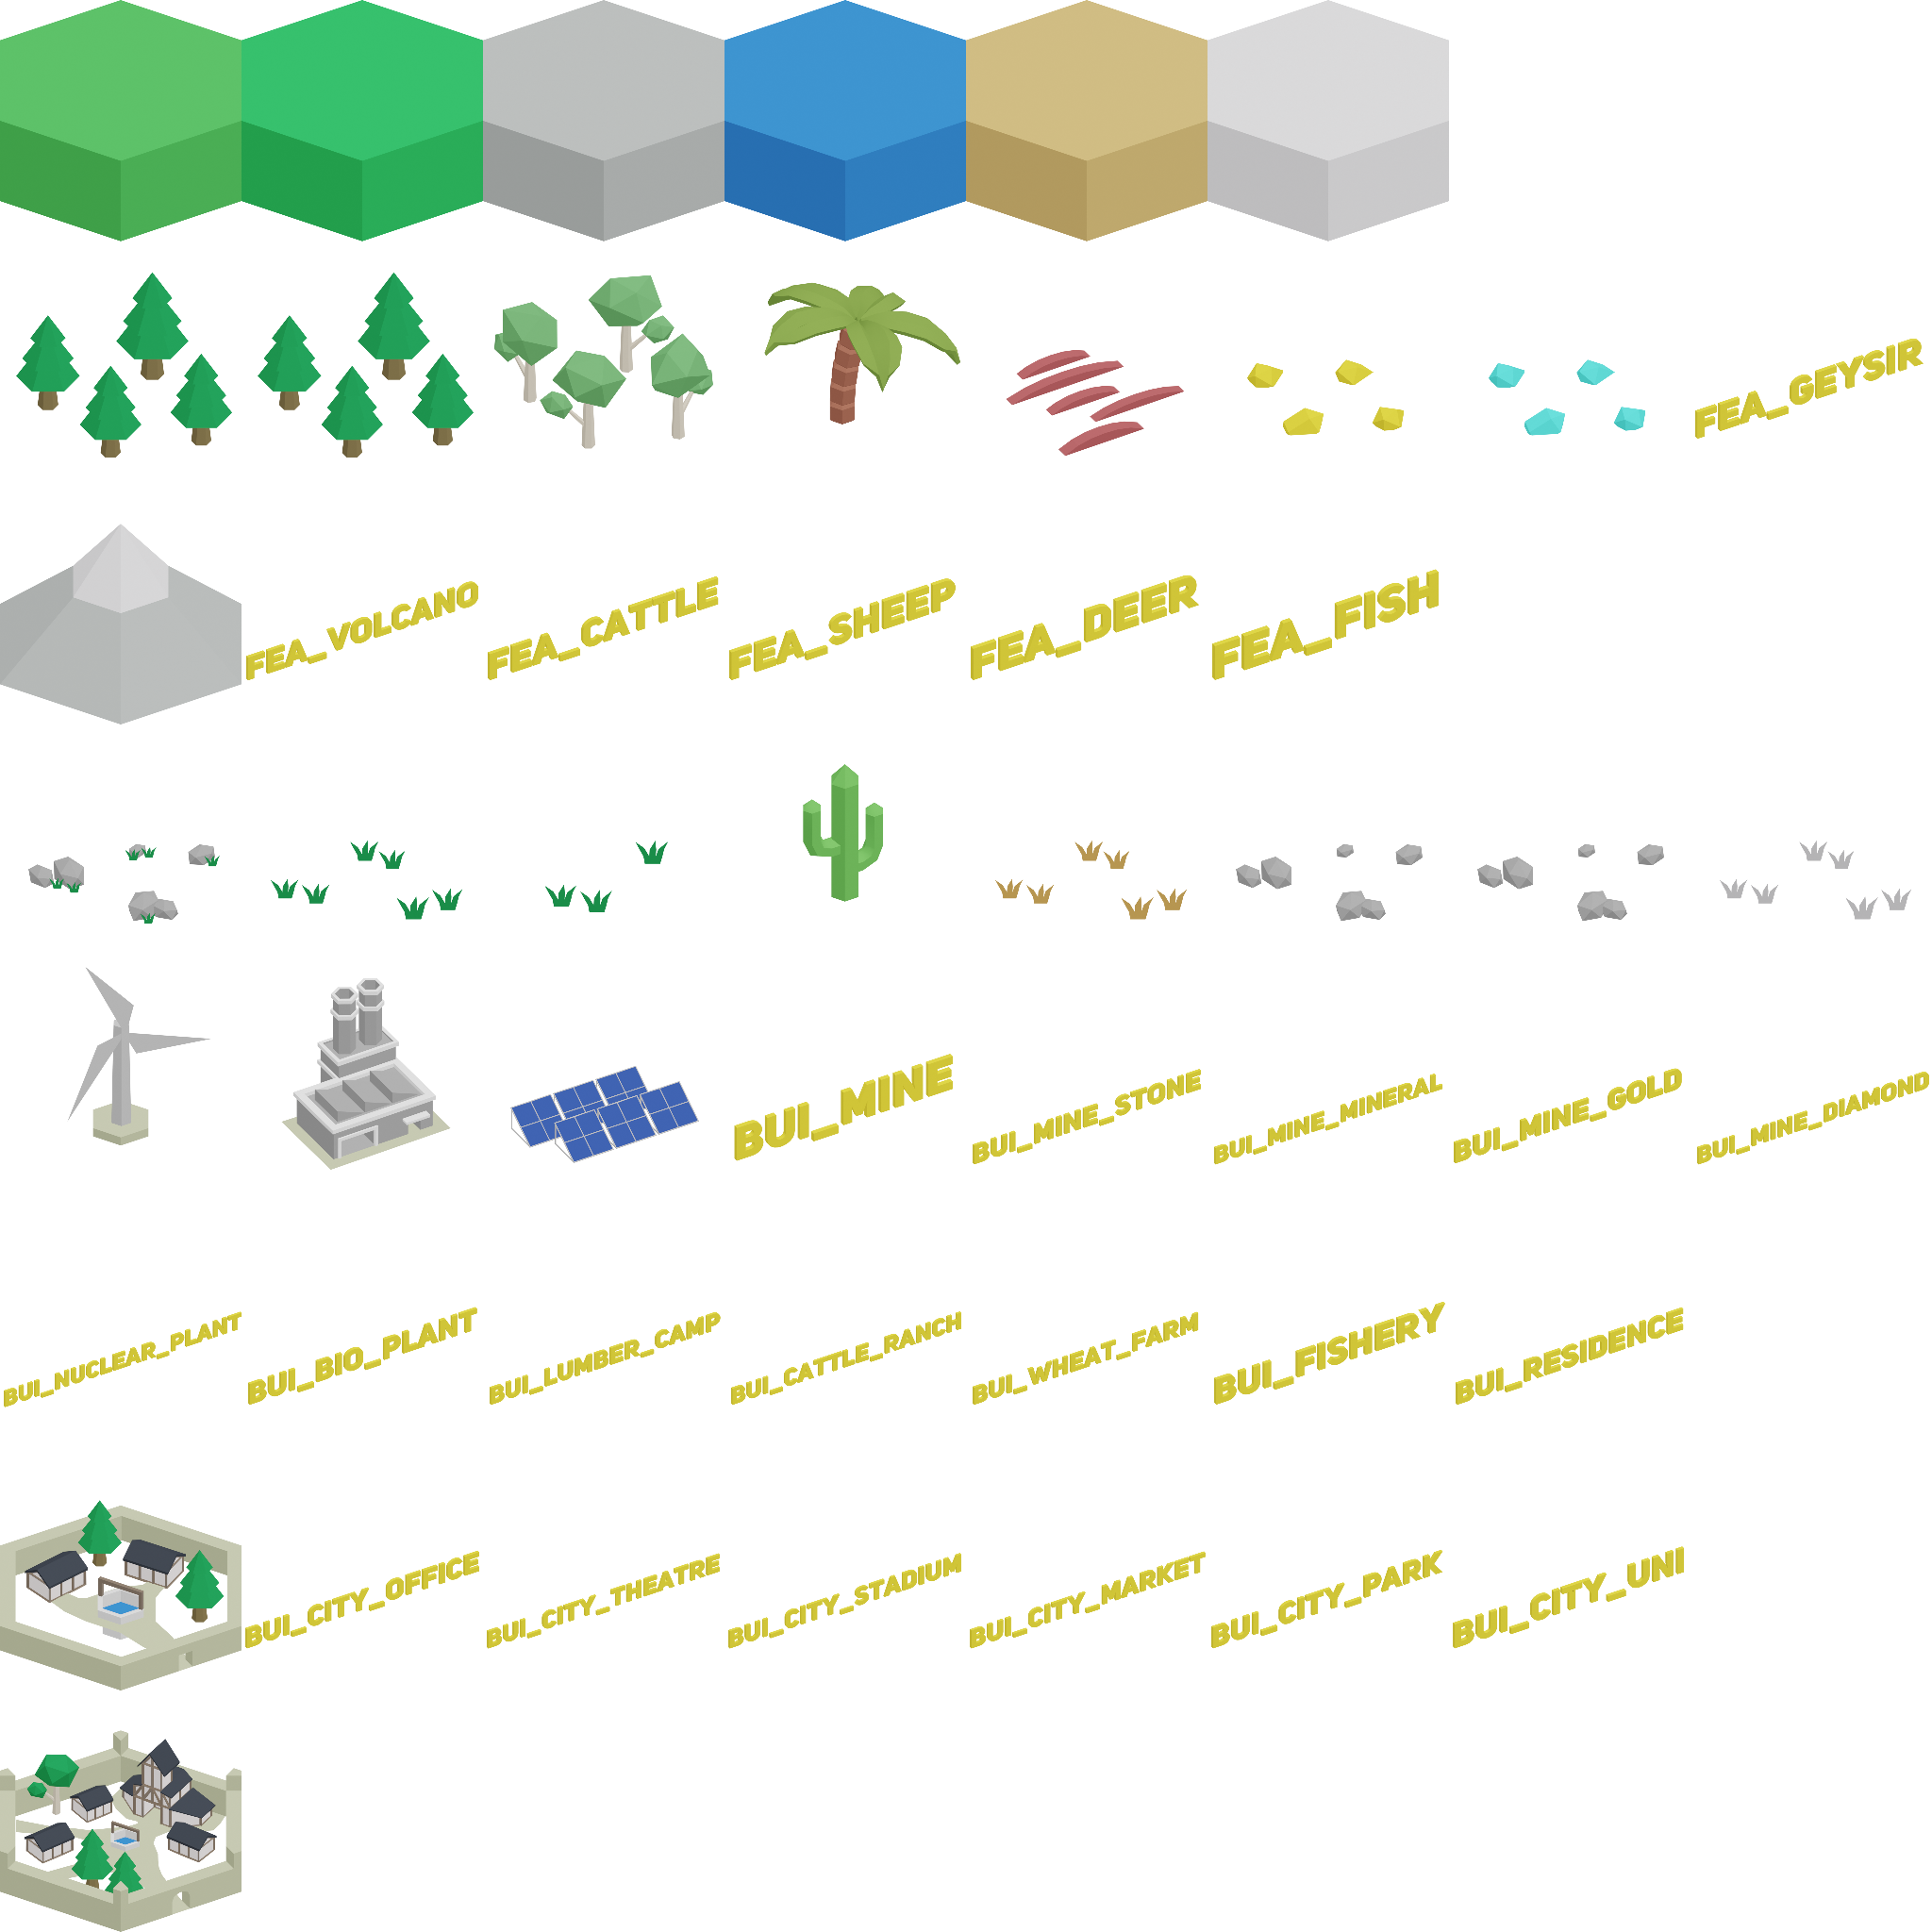 FEA_GEYSIR
FEA_VOLCANO
FEA_CATTLE
FEA_SHEEP
FEA_DEER
FEA_FISH
BUI_MINE
BUI_MINE_STONE
BUI_MINE_MINERAL
BUI_MINE_GOLD
BUI_MINE_DIAMOND
BUI_NUCLEAR_PLANT
BUI_BIO_PLANT
BUI_LUMBER_CAMP
BUI_CATTLE_RANCH
BUI_WHEAT_FARM
BUI_FISHERY
BUI_RESIDENCE
BUI_CITY_OFFICE
BUI_CITY_THEATRE
BUI_CITY_STADIUM
BUI_CITY_MARKET
BUI_CITY_PARK
BUI_CITY_UNI